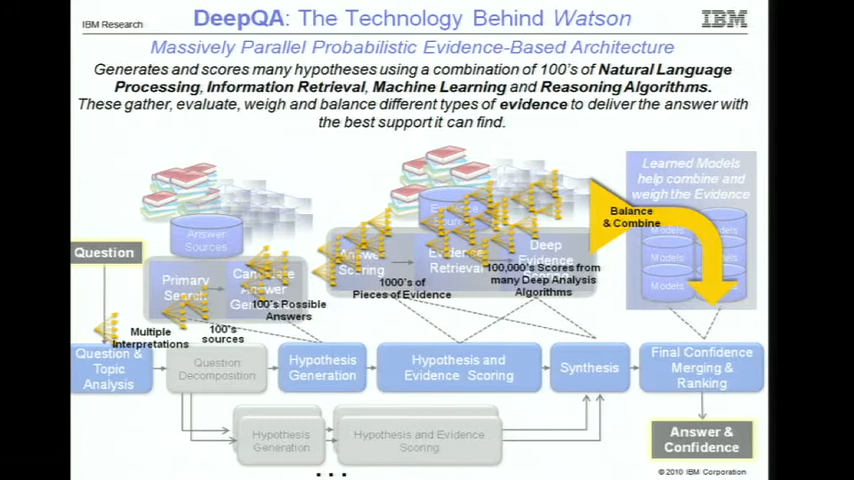 IBM Research
DeepQA: The Technology Behind Watson
IBM
Massively Parallel Probabilistic Evidence-Based Architecture
Generates and scores many hypotheses using a combination of 100's of Natural Language
Processing, Information Retrieval, Machine Learning and Reasoning Algorithms.
These gather, evaluate, weigh and balance different types of evidence to deliver the answer with
the best support it can find.
Learned Models
help combine and
weigh the Evidence
Balance
& Combine
Models
Models
Models
Models
Models
Answer
Sources
Question
Primary
Search
Answer
Scoring
Evidence
Retrieval
Deep
Evidence
100's Possible
Answers
1000's of
Pieces of Evidence
100,000's Scores from
many Deep Analysis
Algorithms
Multiple
Interpretations
100's
sources
Question &
Topic
Analysis
Question
Decomposition
Hypothesis
Generation
Hypothesis and
Evidence Scoring
Synthesis
Final Confidence
Merging &
Ranking
Hypothesis
Generation
Hypothesis and Evidence
Scoring
Answer &
Confidence
. . .
© 2010 IBM Corporation